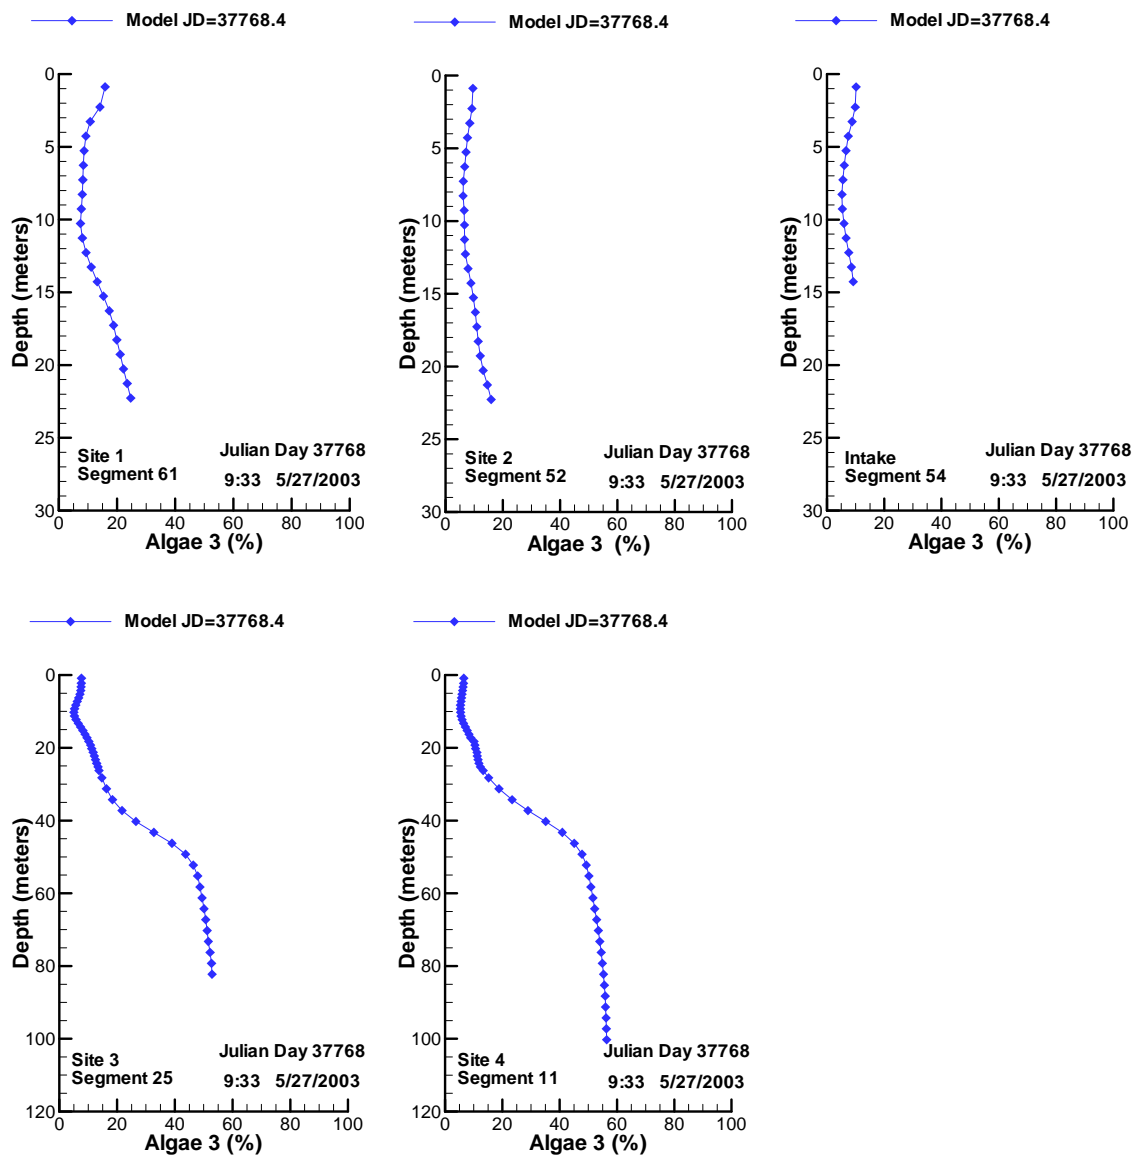 Model JD=37768.4
0
5
10
15
20
25
30
Depth (meters)
Site 1
Segment 61
Julian Day 37768
9:33 5/27/2003
0 20 40 60 80 100
Algae 3 (%)
Model JD=37768.4
0
5
10
15
20
25
30
Depth (meters)
Site 2
Segment 52
Julian Day 37768
9:33 5/27/2003
0 20 40 60 80 100
Algae 3 (%)
Model JD=37768.4
0
5
10
15
20
25
30
Depth (meters)
Intake
Segment 54
Julian Day 37768
9:33 5/27/2003
0 20 40 60 80 100
Algae 3 (%)
Model JD=37768.4
0
20
40
60
80
100
120
Depth (meters)
Site 3
Segment 25
Julian Day 37768
9:33 5/27/2003
0 20 40 60 80 100
Algae 3 (%)
Model JD=37768.4
0
20
40
60
80
100
120
Depth (meters)
Site 4
Segment 11
Julian Day 37768
9:33 5/27/2003
0 20 40 60 80 100
Algae 3 (%)